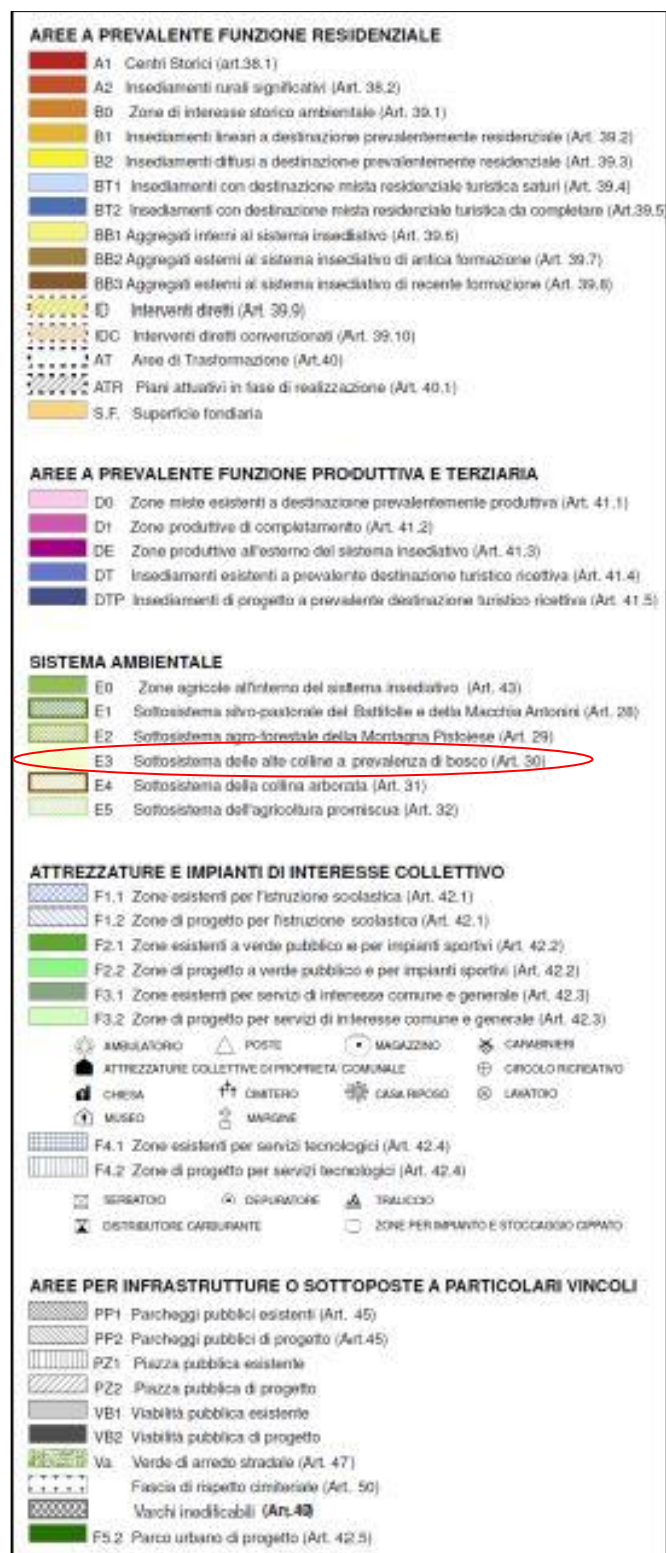 AREE A PREVALENTE FUNZIONE RESIDENZIALE
A1 Centri Storici (art.38.1)
A2 Insediamenti rurali significativi (Art. 38.2)
B0 Zone di interesse storico ambientale (Art. 39.1)
B1 Insediamenti lineari a destinazione prevalentemente residenziale (Art. 39.2)
B2 Insediamenti diffusi a destinazione prevalentemente residenziale (Art. 39.3)
BT1 Insediamenti con destinazione mista residenziale turistica saturi (Art. 39.4)
BT2 Insediamenti con destinazione mista residenziale turistica da completare (Art.39.5)
BB1 Aggregati interni al sistema insediativo (Art. 39.6)
BB2 Aggregati esterni al sistema insediativo di antica formazione (Art. 39.7)
BB3 Aggregati esterni al sistema insediativo di recente formazione (Art. 39.8)
ID Interventi diretti (Art. 39.9)
IDC Interventi diretti convenzionati (Art. 39.10)
AT Aree di Trasformazione (Art.40)
ATR Piani attuativi in fase di realizzazione (Art. 40.1)
S.F. Superficie fondiaria
AREE A PREVALENTE FUNZIONE PRODUTTIVA E TERZIARIA
D0 Zone miste esistenti a destinazione prevalentemente produttiva (Art. 41.1)
D1 Zone produttive di completamento (Art. 41.2)
DE Zone produttive all'esterno del sistema insediativo (Art. 41.3)
DT Insediamenti esistenti a prevalente destinazione turistico ricettiva (Art. 41.4)
DTP Insediamenti di progetto a prevalente destinazione turistico ricettiva (Art. 41.5)
SISTEMA AMBIENTALE
E0 Zone agricole all'interno del sistema insediativo (Art. 43)
E1 Sottosistema silvo-pastorale del Battifolle e della Macchia Antonini (Art. 28)
E2 Sottosistema agro-forestale della Montagna Pistoiese (Art. 29)
E3 Sottosistema delle alte colline a prevalenza di bosco (Art. 30)
E4 Sottosistema della collina arborata (Art. 31)
E5 Sottosistema dell'agricoltura promiscua (Art. 32)
ATTREZZATURE E IMPIANTI DI INTERESSE COLLETTIVO
F1.1 Zone esistenti per l'istruzione scolastica (Art. 42.1)
F1.2 Zone di progetto per l'istruzione scolastica (Art. 42.1)
F2.1 Zone esistenti a verde pubblico e per impianti sportivi (Art. 42.2)
F2.2 Zone di progetto a verde pubblico e per impianti sportivi (Art. 42.2)
F3.1 Zone esistenti per servizi di interesse comune e generale (Art. 42.3)
F3.2 Zone di progetto per servizi di interesse comune e generale (Art. 42.3)
AMBULATORIO POSTE MAGAZZINO CARABINIERI
ATTREZZATURE COLLETTIVE DI PROPRIETA' COMUNALE CIRCOLO RICREATIVO
CHIESA CIMITERO CASA RIPOSO LAVATOIO
MUSEO MARGINE
F4.1 Zone esistenti per servizi tecnologici (Art. 42.4)
F4.2 Zone di progetto per servizi tecnologici (Art. 42.4)
SERBATOIO DEPURATORE TRALICCIO
DISTRIBUTORE CARBURANTE ZONE PER IMPIANTO E STOCCAGGIO CIPPATO
AREE PER INFRASTRUTTURE O SOTTOPOSTE A PARTICOLARI VINCOLI
PP1 Parcheggi pubblici esistenti (Art. 45)
PP2 Parcheggi pubblici di progetto (Art.45)
PZ1 Piazza pubblica esistente
PZ2 Piazza pubblica di progetto
VB1 Viabilità pubblica esistente
VB2 Viabilità pubblica di progetto
Va Verde di arredo stradale (Art. 47)
Fascia di rispetto cimiteriale (Art. 50)
Varchi inedificabili
F5.2 Parco urbano di progetto (Art. 42.5)